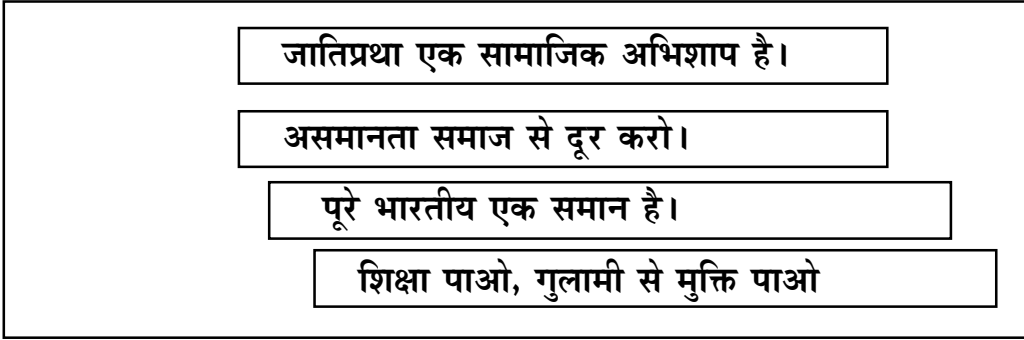 जातिप्रथा एक सामाजिक अभिशाप है।
असमानता समाज से दूर करो।
पूरे भारतीय एक समान है।
शिक्षा पाओ, गुलामी से मुक्ति पाओ